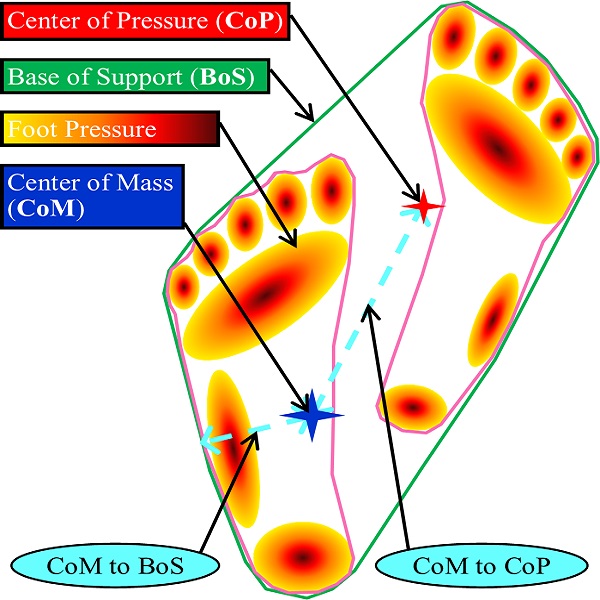 Center of Pressure (CoP)
Base of Support (BoS)
Foot Pressure
Center of Mass
(CoM)
CoM to BoS
CoM to CoP